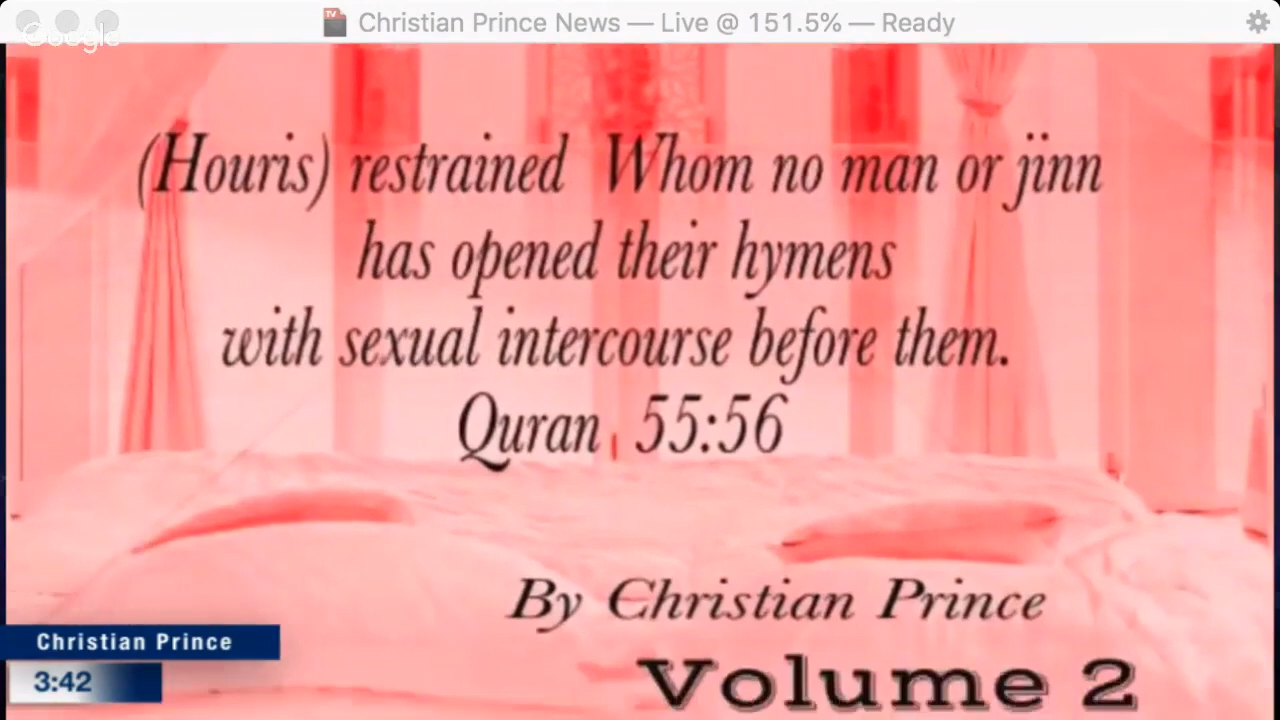 Christian Prince News — Live @ 151.5% — Ready
Google
(Houris) restrained Whom no man or jinn
has opened their hymens
with sexual intercourse before them.
Quran 55:56
By Christian Prince
Volume 2
Christian Prince
3:42